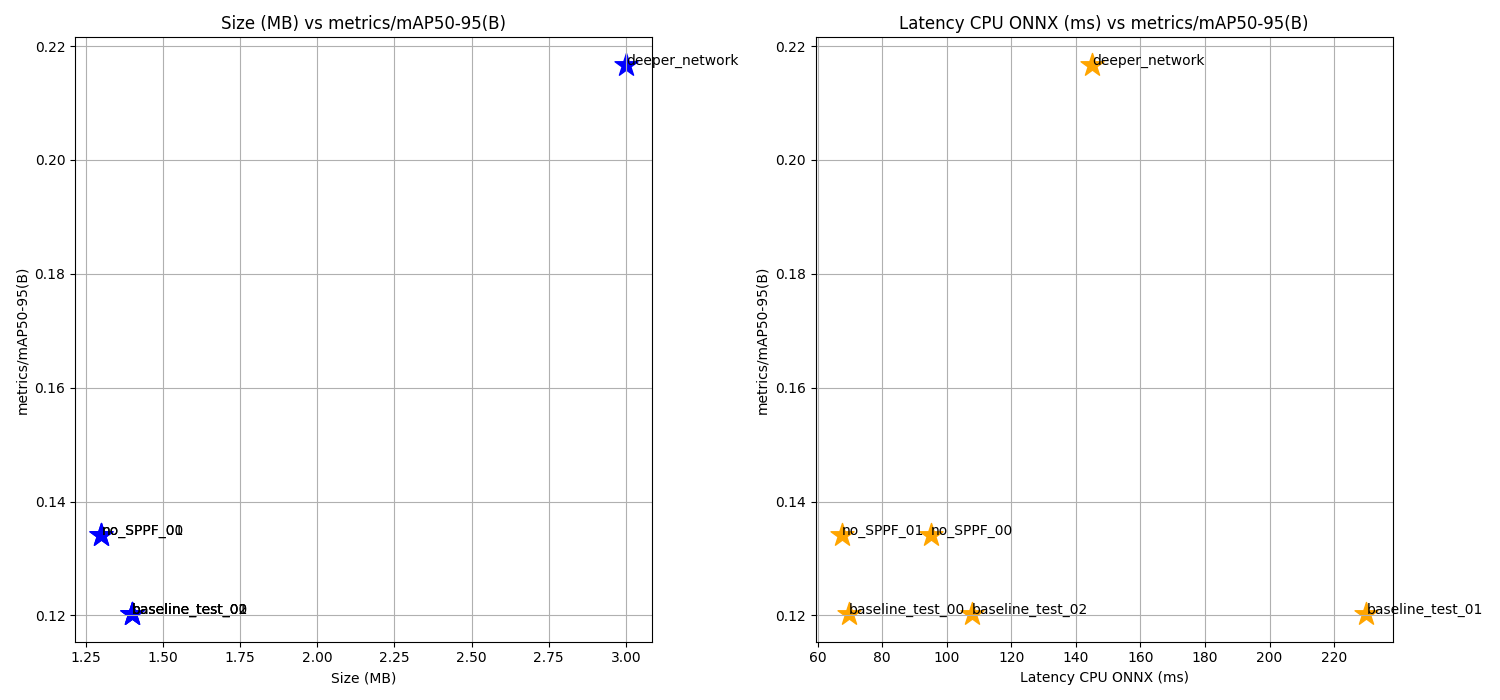 Size (MB) vs metrics/mAP50-95(B)
0.22
0.20
0.18
0.16
0.14
0.12
metrics/mAP50-95(B)
deeper_network
no_SPPF_00
baseline_test_00
1.25 1.50 1.75 2.00 2.25 2.50 2.75 3.00
Size (MB)
Latency CPU ONNX (ms) vs metrics/mAP50-95(B)
0.22
0.20
0.18
0.16
0.14
0.12
metrics/mAP50-95(B)
deeper_network
no_SPPF_01 no_SPPF_00
baseline_test_00 baseline_test_02 baseline_test_01
60 80 100 120 140 160 180 200 220
Latency CPU ONNX (ms)